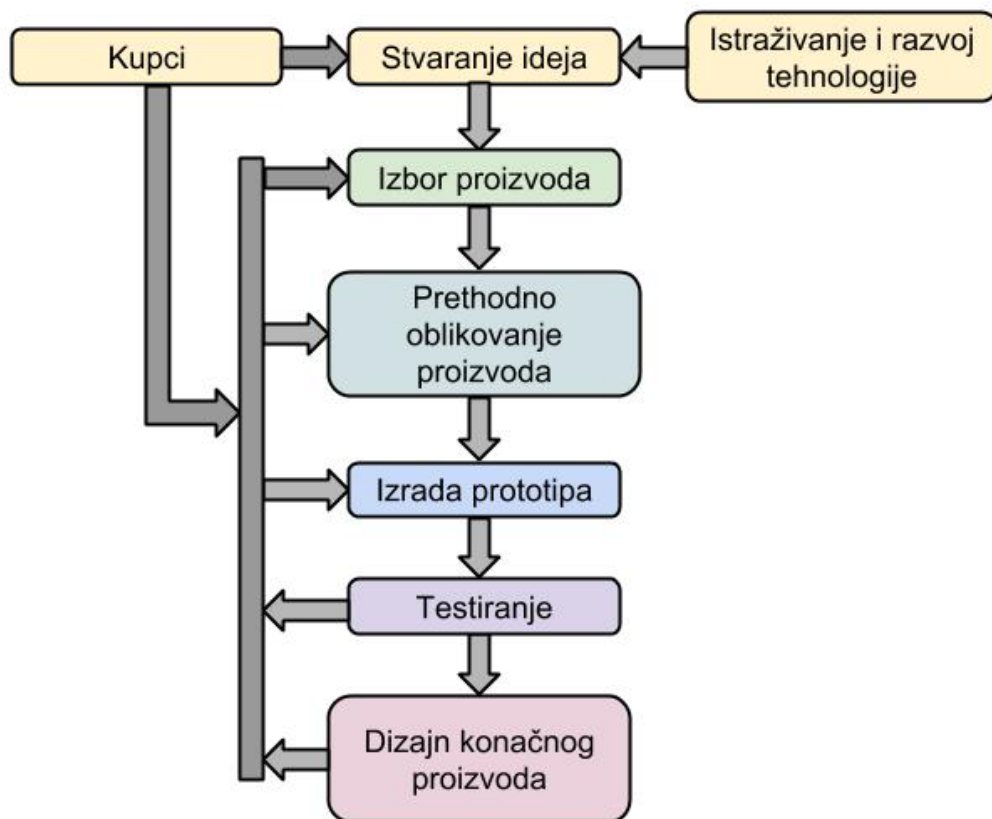 Kupci
Stvaranje ideja
Istraživanje i razvoj
tehnologije
Izbor proizvoda
Prethodno
oblikovanje
proizvoda
Izrada prototipa
Testiranje
Dizajn konačnog
proizvoda